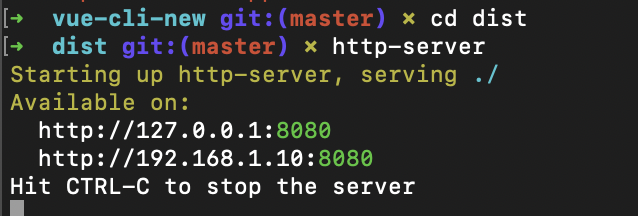 [➜  vue-cli-new git:(master) ✗ cd dist
[➜  dist git:(master) ✗ http-server
Starting up http-server, serving ./
Available on:
  http://127.0.0.1:8080
  http://192.168.1.10:8080
Hit CTRL-C to stop the server